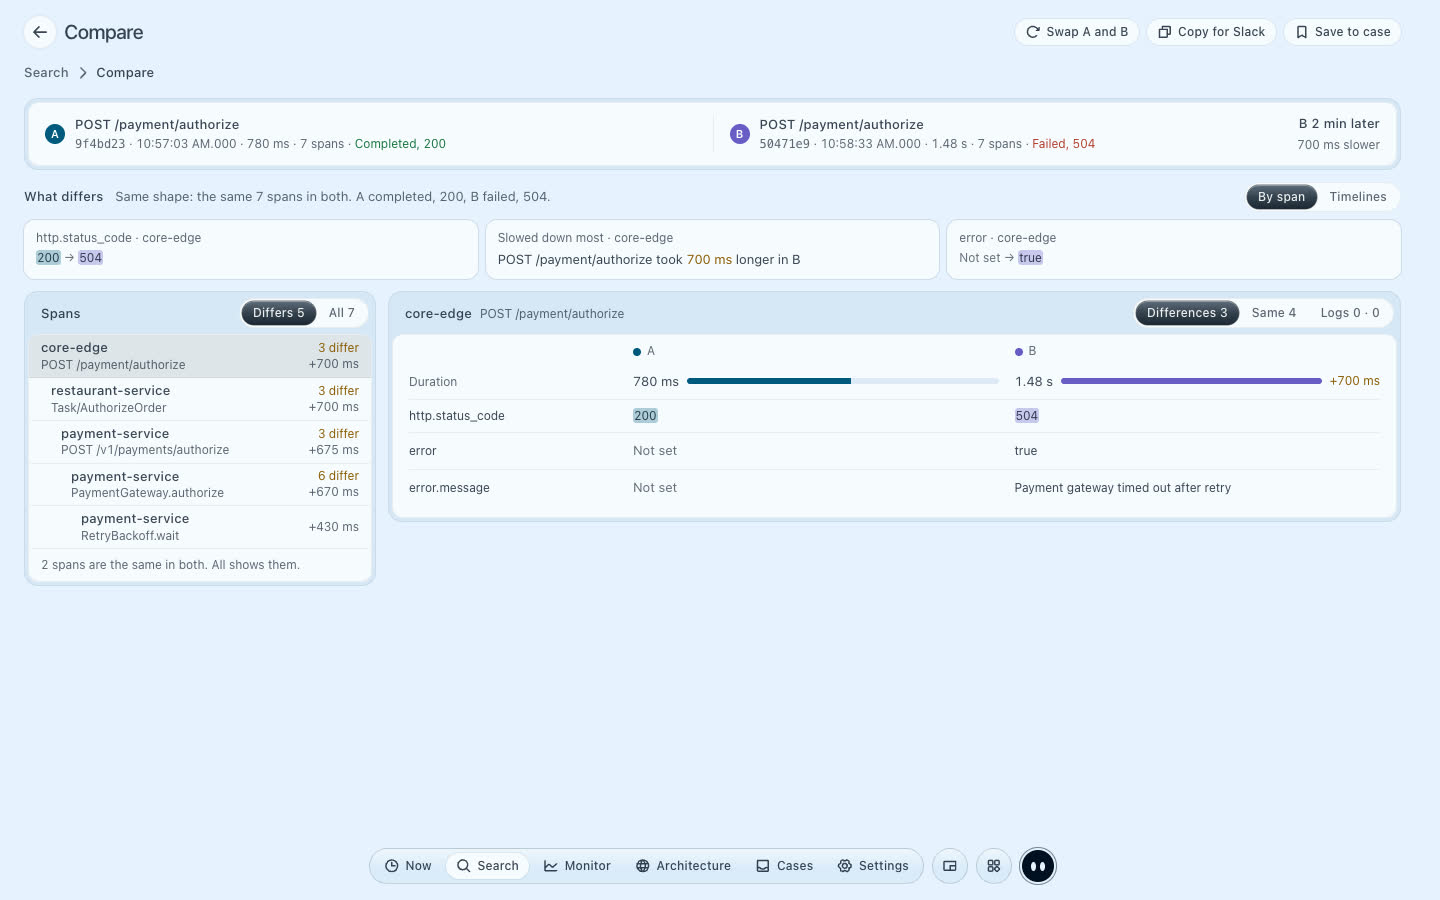 Compare
Swap A and B
Copy for Slack
Save to case
Search > Compare
A
POST /payment/authorize
9f4bd23 · 10:57:03 AM.000 · 780 ms · 7 spans · Completed, 200
B
POST /payment/authorize
50471e9 · 10:58:33 AM.000 · 1.48 s · 7 spans · Failed, 504
B 2 min later
700 ms slower
What differs Same shape: the same 7 spans in both. A completed, 200, B failed, 504.
By span Timelines
http.status_code · core-edge
200 → 504
Slowed down most · core-edge
POST /payment/authorize took 700 ms longer in B
error · core-edge
Not set → true
Spans
Differs 5 All 7
core-edge 3 differ
POST /payment/authorize +700 ms
restaurant-service 3 differ
Task/AuthorizeOrder +700 ms
payment-service 3 differ
POST /v1/payments/authorize +675 ms
payment-service 6 differ
PaymentGateway.authorize +670 ms
payment-service
RetryBackoff.wait +430 ms
2 spans are the same in both. All shows them.
core-edge POST /payment/authorize
Differences 3 Same 4 Logs 0 · 0
A B
Duration 780 ms 1.48 s +700 ms
http.status_code 200 504
error Not set true
error.message Not set Payment gateway timed out after retry
Now Search Monitor Architecture Cases Settings